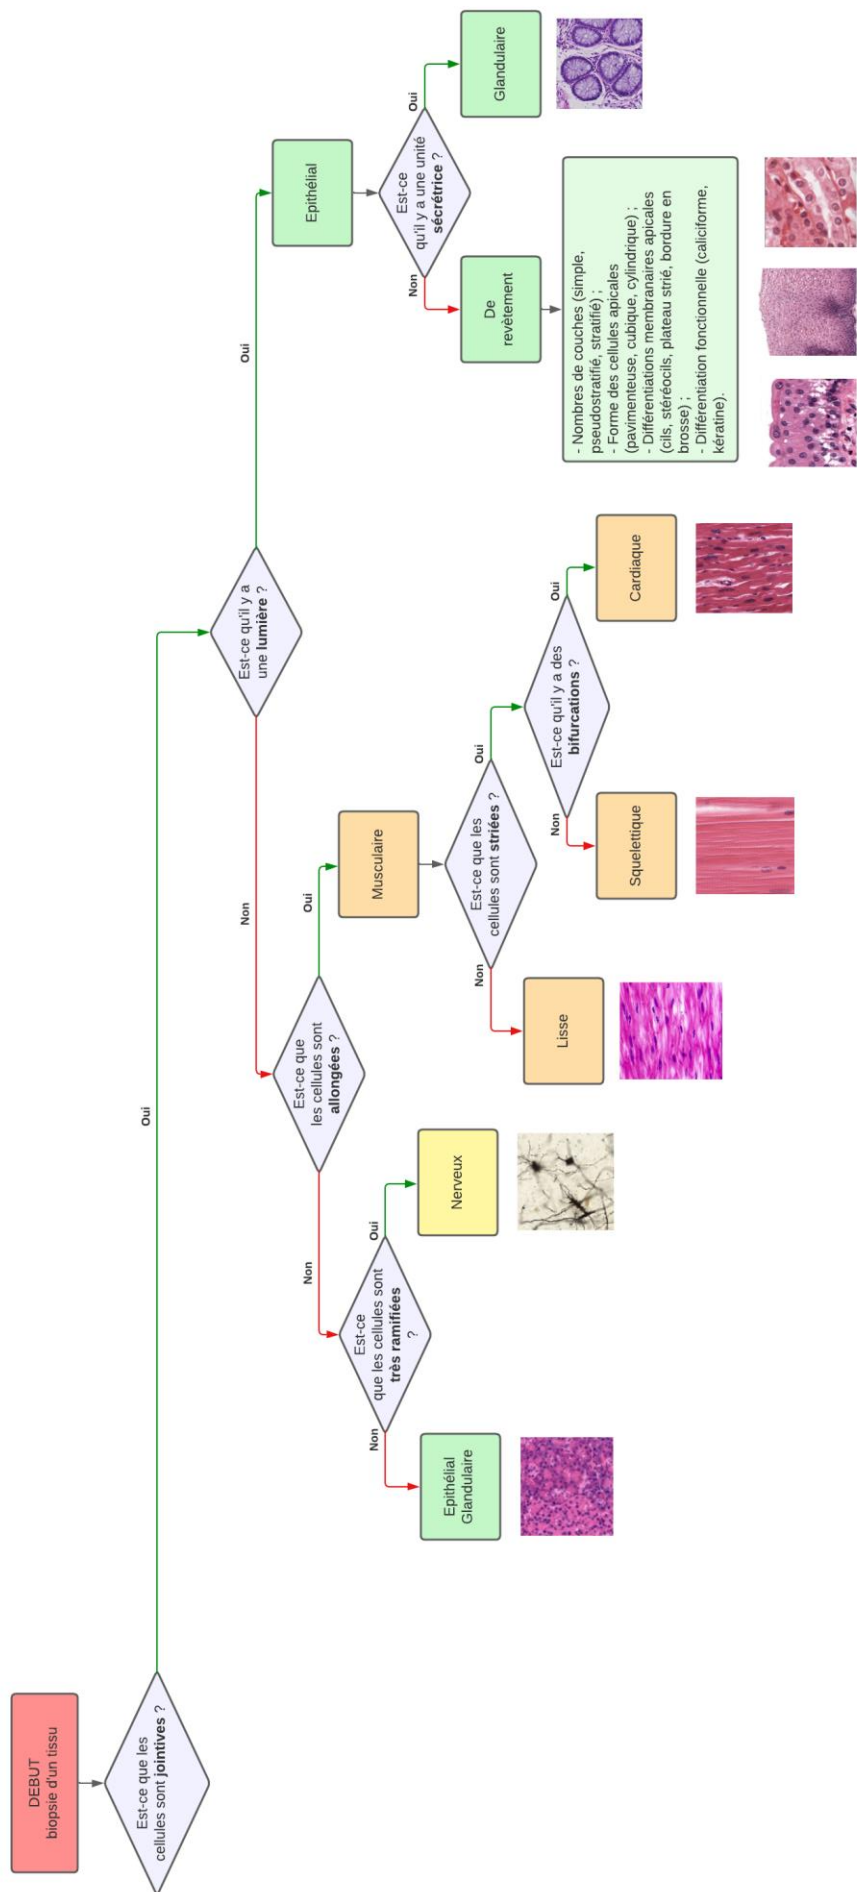 DEBUT
biopsie d'un tissu
Est-ce que les
cellules sont jointives ?
Oui
Est-ce qu'il y a
une lumière ?
Non
Oui
Est-ce que
les cellules sont
allongées ?
Non
Oui
Epithélial
Est-ce
que les cellules sont
très ramifiées
?
Non
Oui
Musculaire
Est-ce
qu'il y a une unité
sécrétrice ?
Non
Oui
Epithélial
Glandulaire
Nerveux
Est-ce que les
cellules sont striées ?
Non
Oui
De
revètement
Glandulaire
Lisse
Est-ce qu'il y a des
bifurcations ?
Non
Oui
Squelettique
Cardiaque
- Nombres de couches (simple,
pseudostratifié, stratifié) ;
- Forme des cellules apicales
(pavimenteuse, cubique, cylindrique) ;
- Différentiations membranaires apicales
(cils, stéréocils, plateau strié, bordure en
brosse) ;
- Différentiation fonctionnelle (caliciforme,
kératine).